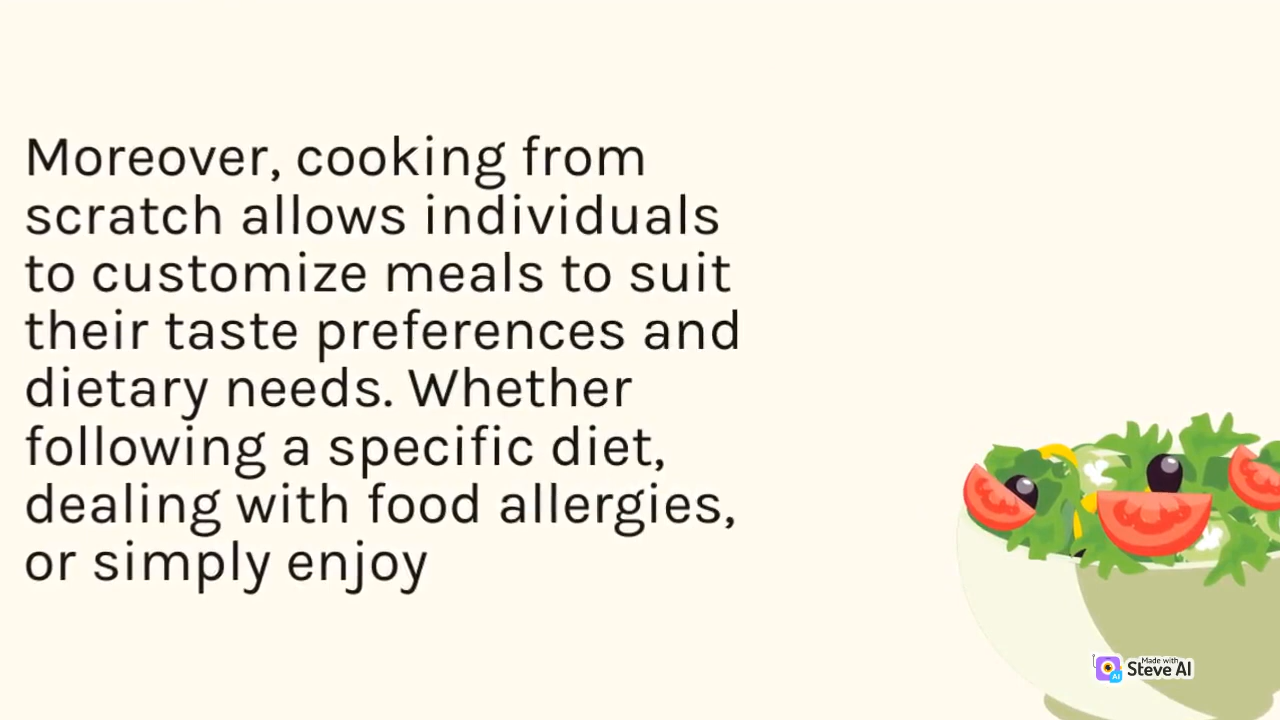 Moreover, cooking from
scratch allows individuals
to customize meals to suit
their taste preferences and
dietary needs. Whether
following a specific diet,
dealing with food allergies,
or simply enjoy
Made with
Steve AI
AI